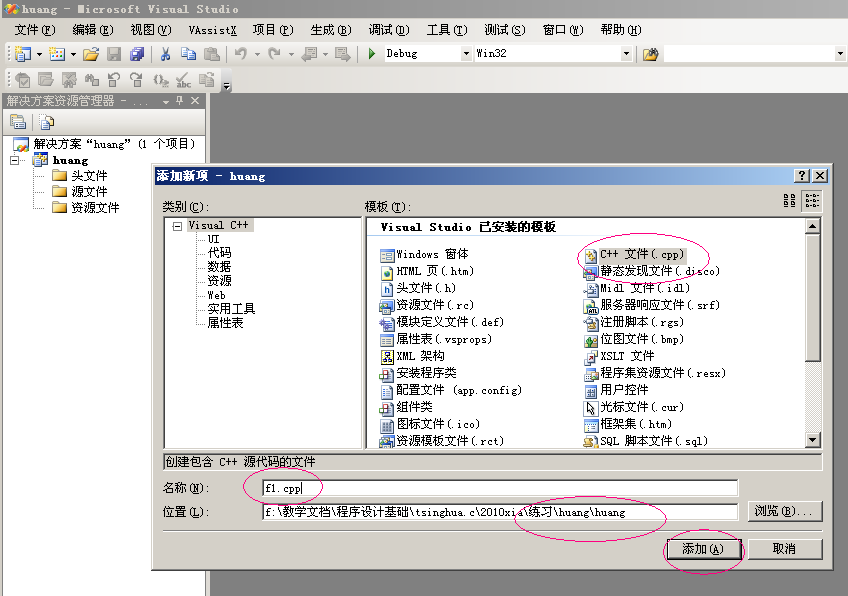 huang - Microsoft Visual Studio
文件(F) 编辑(E) 视图(V) VAssistX 项目(P) 生成(B) 调试(D) 工具(T) 测试(S) 窗口(W) 帮助(H)
Debug Win32
解决方案资源管理器 - ...
解决方案“huang”(1 个项目)
huang
头文件
源文件
资源文件
添加新项 - huang
类别(C):
模板(T):
Visual C++
UI
代码
数据
资源
Web
实用工具
属性表
Visual Studio 已安装的模板
Windows 窗体
C++ 文件(.cpp)
HTML 页(.htm)
静态发现文件(.disco)
头文件(.h)
Midl 文件(.idl)
资源文件(.rc)
服务器响应文件(.srf)
模块定义文件(.def)
注册脚本(.rgs)
属性表(.vsprops)
位图文件(.bmp)
XML 架构
XSLT 文件
安装程序类
程序集资源文件(.resx)
配置文件 (app.config)
用户控件
组件类
光标文件(.cur)
图标文件(.ico)
框架集(.htm)
资源模板文件(.rct)
SQL 脚本文件(.sql)
创建包含 C++ 源代码的文件
名称(N): f1.cpp
位置(L): f:\教学文档\程序设计基础\tsinghua.c\2010xia\练习\huang\huang 浏览(B)...
添加(A) 取消